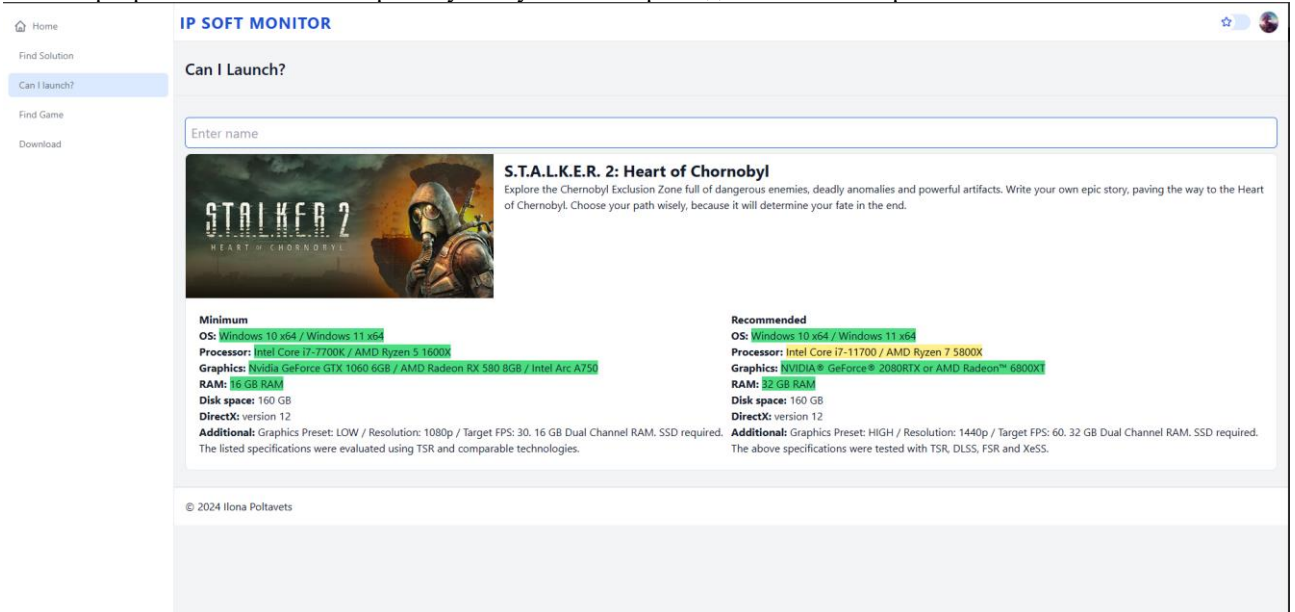 Home
IP SOFT MONITOR
Find Solution
Can I launch?
Find Game
Download
Can I Launch?
Enter name
S.T.A.L.K.E.R. 2
HEART OF CHORNOBYL
S.T.A.L.K.E.R. 2: Heart of Chornobyl
Explore the Chernobyl Exclusion Zone full of dangerous enemies, deadly anomalies and powerful artifacts. Write your own epic story, paving the way to the Heart
of Chernobyl. Choose your path wisely, because it will determine your fate in the end.
Minimum
OS: Windows 10 x64 / Windows 11 x64
Processor: Intel Core i7-7700K / AMD Ryzen 5 1600X
Graphics: Nvidia GeForce GTX 1060 6GB / AMD Radeon RX 580 8GB / Intel Arc A750
RAM: 16 GB RAM
Disk space: 160 GB
DirectX: version 12
Additional: Graphics Preset: LOW / Resolution: 1080p / Target FPS: 30. 16 GB Dual Channel RAM. SSD required.
The listed specifications were evaluated using TSR and comparable technologies.
Recommended
OS: Windows 10 x64 / Windows 11 x64
Processor: Intel Core i7-11700 / AMD Ryzen 7 5800X
Graphics: NVIDIA® GeForce® 2080RTX or AMD Radeon™ 6800XT
RAM: 32 GB RAM
Disk space: 160 GB
DirectX: version 12
Additional: Graphics Preset: HIGH / Resolution: 1440p / Target FPS: 60. 32 GB Dual Channel RAM. SSD required.
The above specifications were tested with TSR, DLSS, FSR and XeSS.
© 2024 Ilona Poltavets